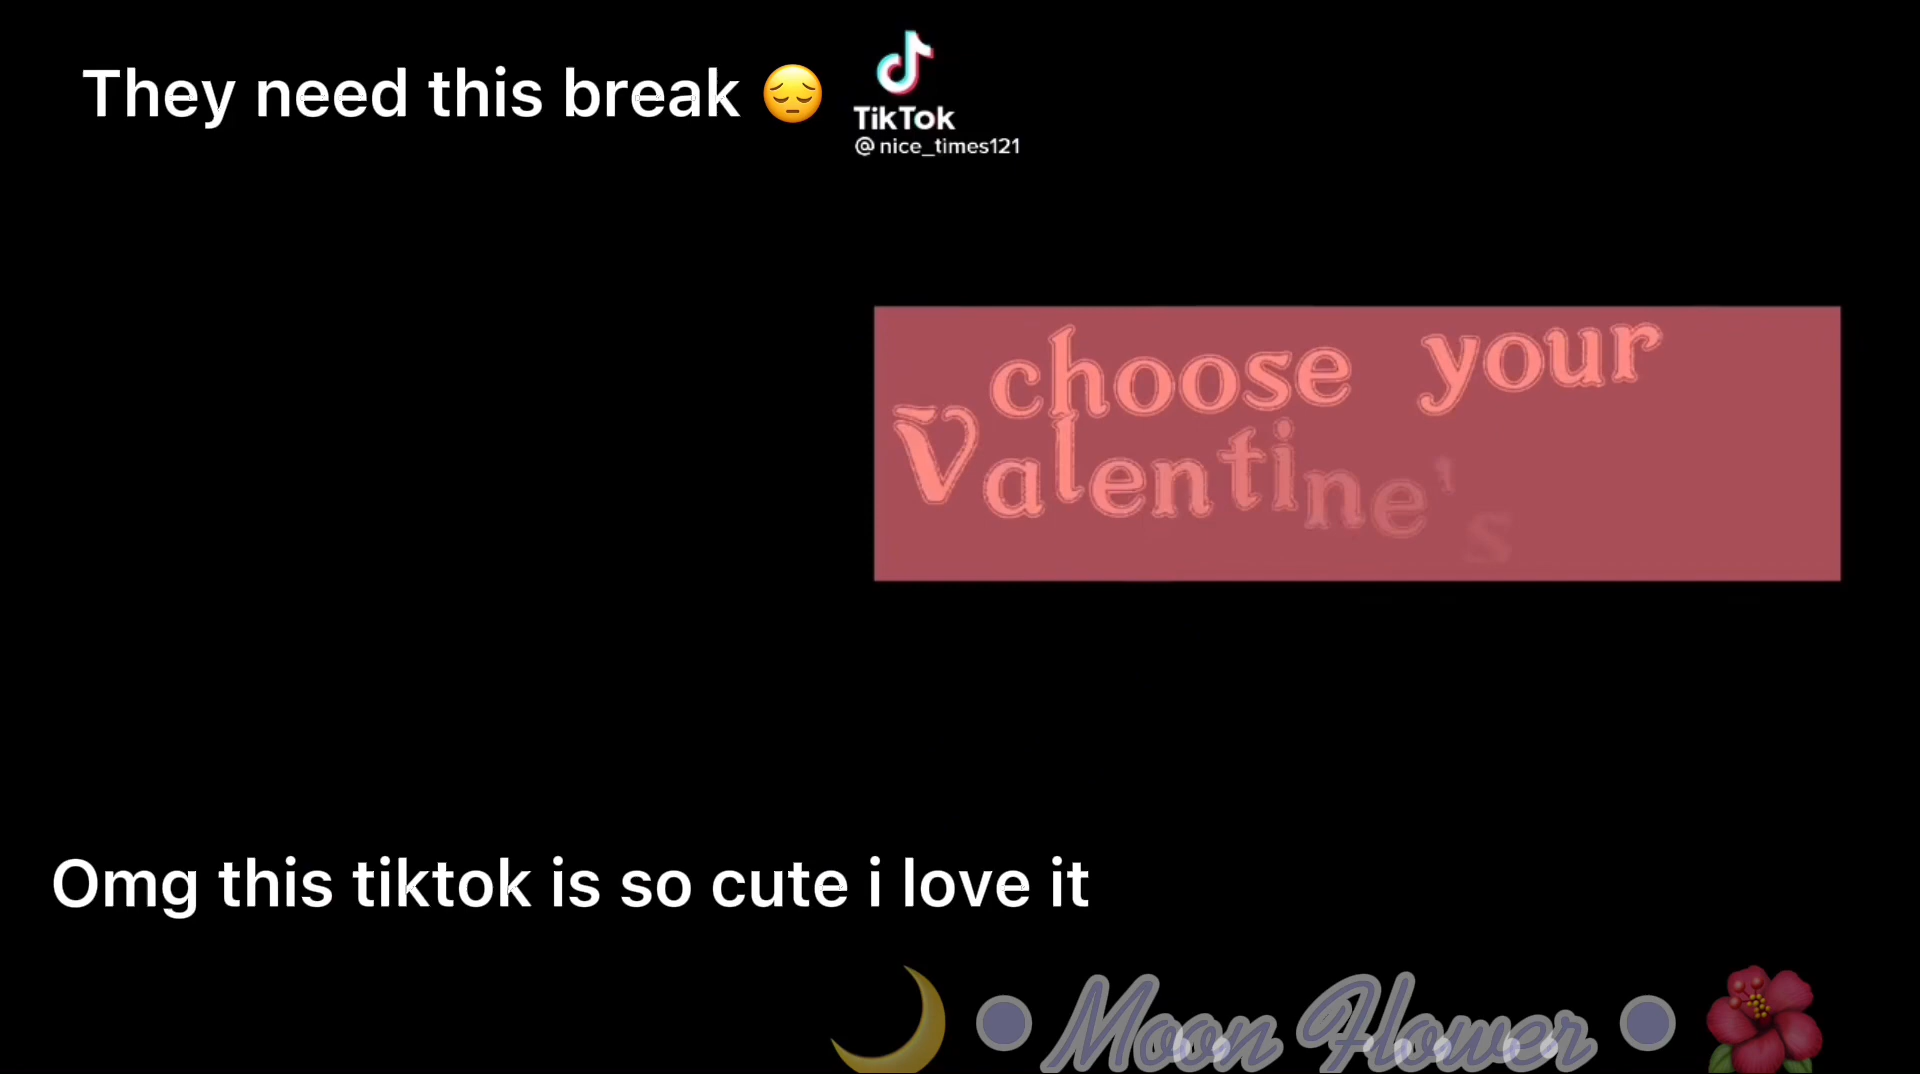 They need this break 😔
TikTok
@nice_times121
choose your
Valentine's
Omg this tiktok is so cute i love it
🌙 • Moon Flower • 🌺